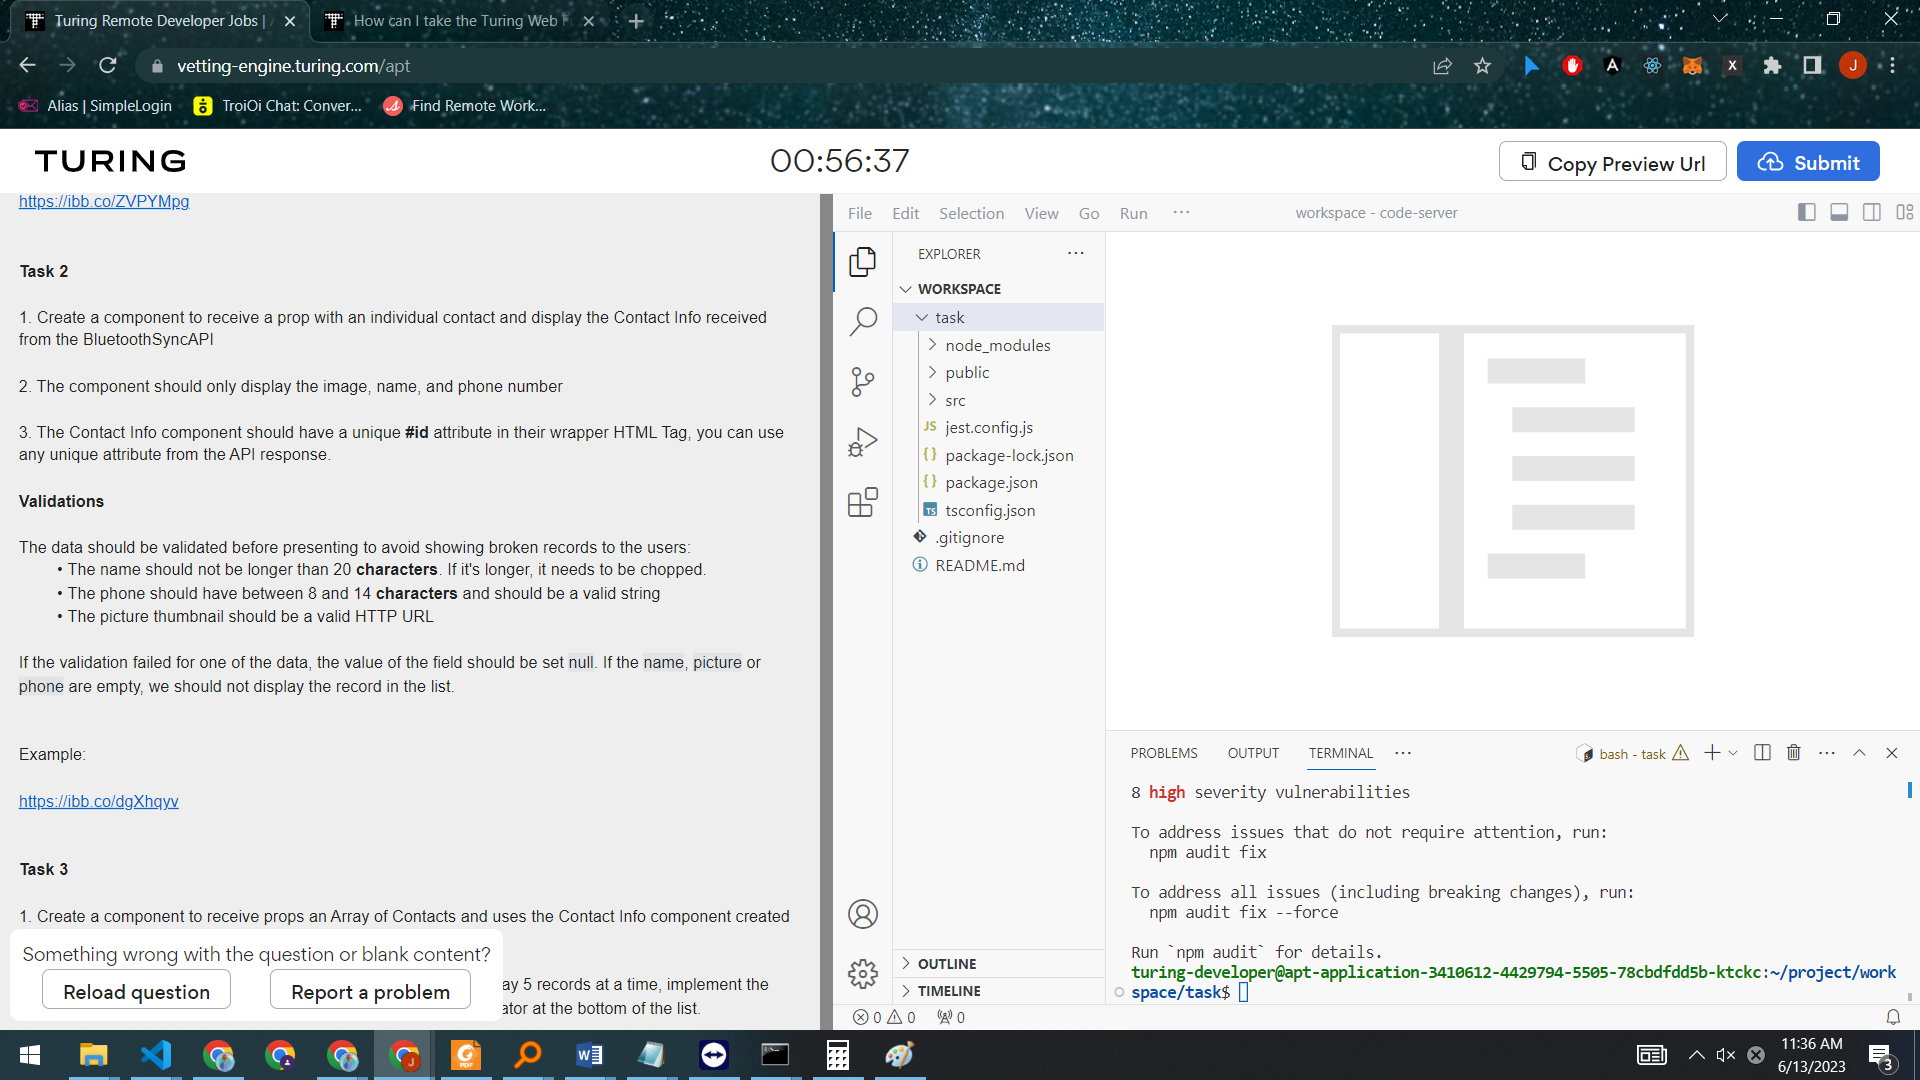 Turing Remote Developer Jobs |
How can I take the Turing Web
vetting-engine.turing.com/apt
Alias | SimpleLogin
TroiOi Chat: Conver...
Find Remote Work...
TURING
00:56:37
Copy Preview Url
Submit
https://ibb.co/ZVPYMpg
Task 2
1. Create a component to receive a prop with an individual contact and display the Contact Info received
from the BluetoothSyncAPI
2. The component should only display the image, name, and phone number
3. The Contact Info component should have a unique #id attribute in their wrapper HTML Tag, you can use
any unique attribute from the API response.
Validations
The data should be validated before presenting to avoid showing broken records to the users:
• The name should not be longer than 20 characters. If it's longer, it needs to be chopped.
• The phone should have between 8 and 14 characters and should be a valid string
• The picture thumbnail should be a valid HTTP URL
If the validation failed for one of the data, the value of the field should be set null. If the name, picture or
phone are empty, we should not display the record in the list.
Example:
https://ibb.co/dgXhqyv
Task 3
1. Create a component to receive props an Array of Contacts and uses the Contact Info component created
ay 5 records at a time, implement the
ator at the bottom of the list.
Something wrong with the question or blank content?
Reload question
Report a problem
File Edit Selection View Go Run ...
workspace - code-server
EXPLORER
WORKSPACE
task
node_modules
public
src
JS jest.config.js
{} package-lock.json
{} package.json
TS tsconfig.json
.gitignore
README.md
OUTLINE
TIMELINE
PROBLEMS OUTPUT TERMINAL ...
bash - task
8 high severity vulnerabilities
To address issues that do not require attention, run:
npm audit fix
To address all issues (including breaking changes), run:
npm audit fix --force
Run `npm audit` for details.
turing-developer@apt-application-3410612-4429794-5505-78cbdfdd5b-ktckc:~/project/work
space/task$
0 0 0
11:36 AM
6/13/2023
3